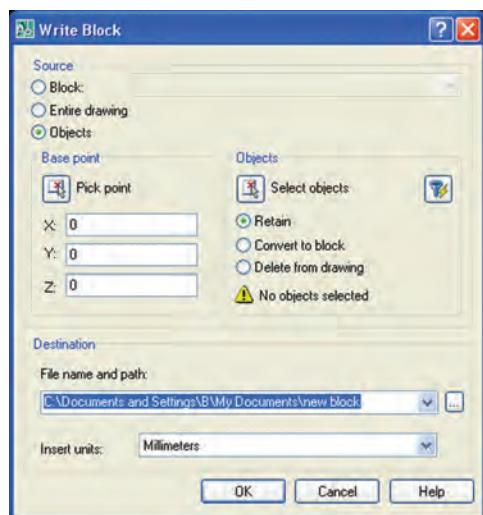 Write Block
Source
Block:
Entire drawing
Objects
Base point
Pick point
X: 0
Y: 0
Z: 0
Objects
Select objects
Retain
Convert to block
Delete from drawing
No objects selected
Destination
File name and path:
C:\Documents and Settings\B\My Documents\new block
...
Insert units: Millimeters
OK Cancel Help